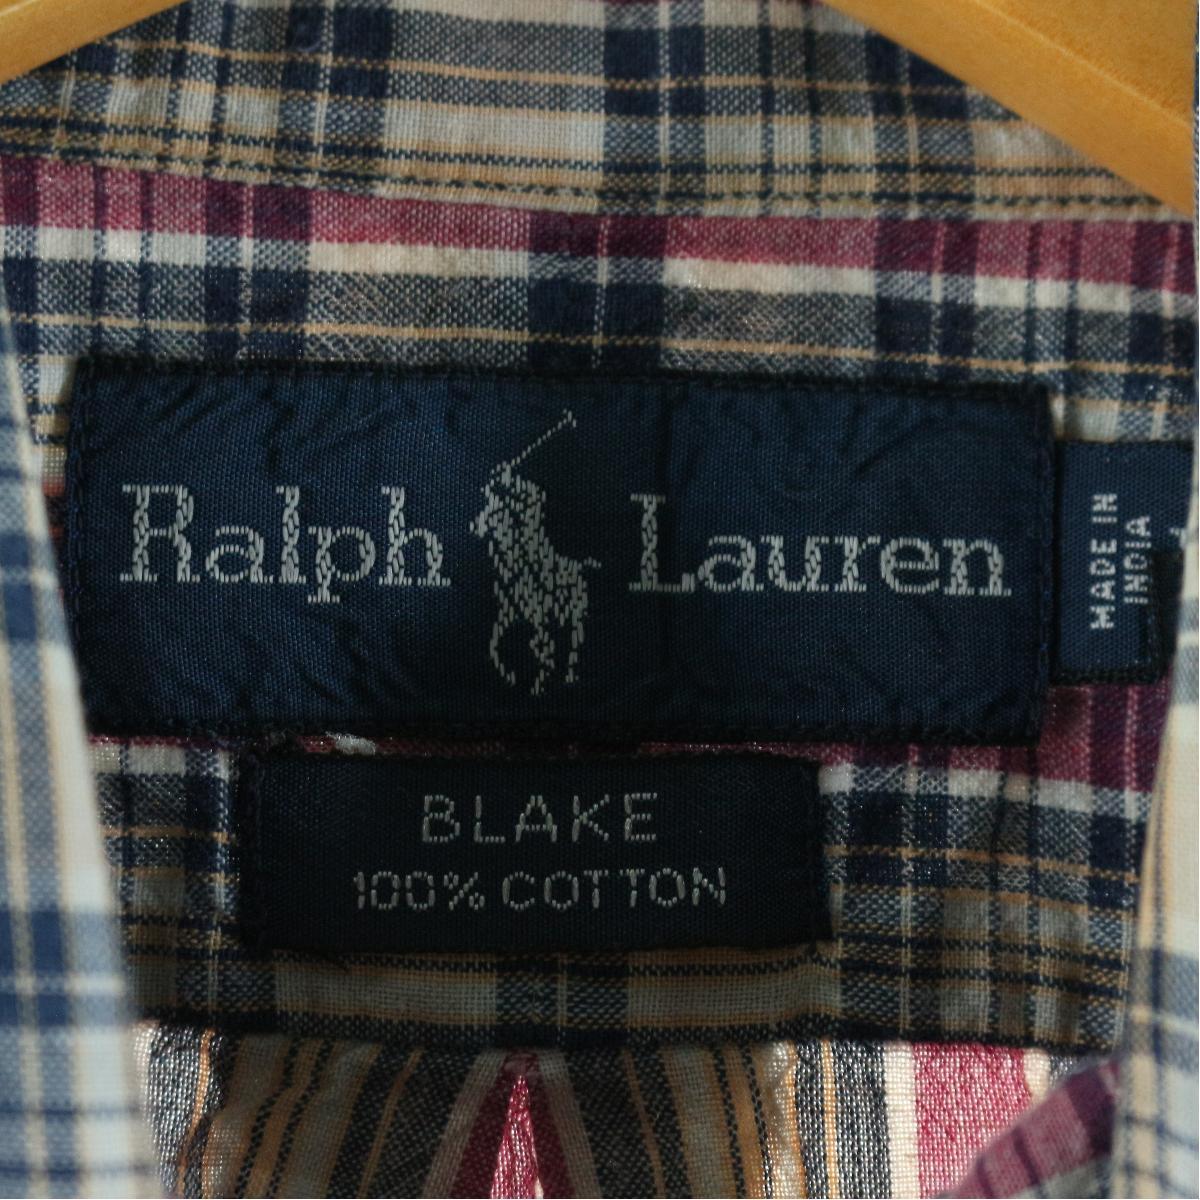 Ralph Lauren
MADE IN
INDIA
BLAKE
100% COTTON